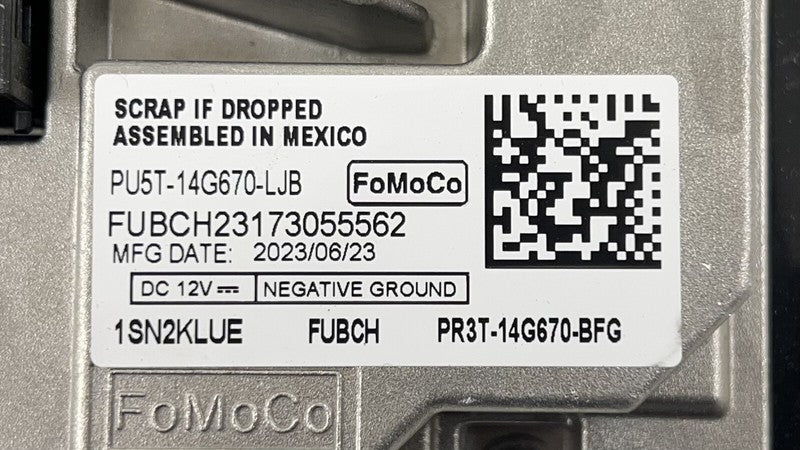 SCRAP IF DROPPED
ASSEMBLED IN MEXICO
PU5T-14G670-LJB FoMoCo
FUBCH23173055562
MFG DATE: 2023/06/23
DC 12V⎓ NEGATIVE GROUND
1SN2KLUE FUBCH PR3T-14G670-BFG
FoMoCo